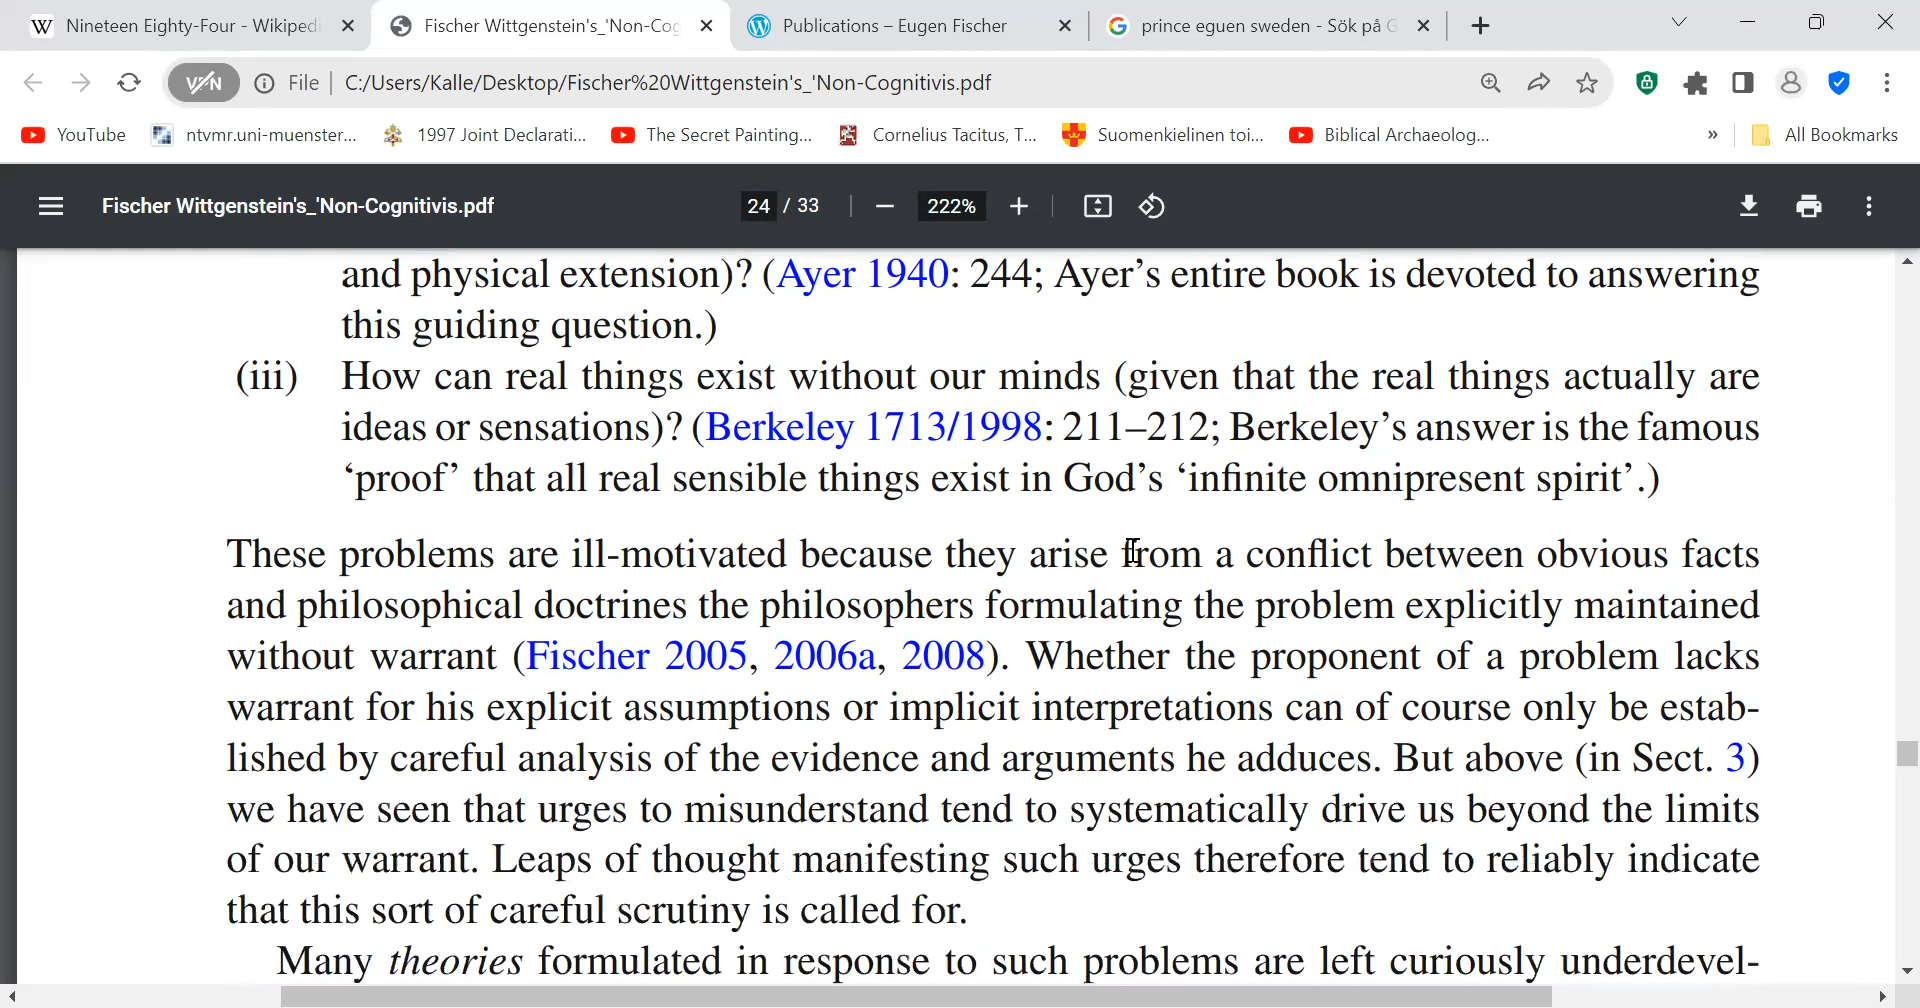 Nineteen Eighty-Four - Wikiped
Fischer Wittgenstein's_'Non-Cog
Publications – Eugen Fischer
prince eguen sweden - Sök på G
VPN
File
C:/Users/Kalle/Desktop/Fischer%20Wittgenstein's_'Non-Cognitivis.pdf
YouTube
ntvmr.uni-muenster...
1997 Joint Declarati...
The Secret Painting...
Cornelius Tacitus, T...
Suomenkielinen toi...
Biblical Archaeolog...
»
All Bookmarks
Fischer Wittgenstein's_'Non-Cognitivis.pdf
24 / 33
222%
and physical extension)? (Ayer 1940: 244; Ayer’s entire book is devoted to answering
this guiding question.)
(iii) How can real things exist without our minds (given that the real things actually are
ideas or sensations)? (Berkeley 1713/1998: 211–212; Berkeley’s answer is the famous
‘proof’ that all real sensible things exist in God’s ‘infinite omnipresent spirit’.)
These problems are ill-motivated because they arise from a conflict between obvious facts
and philosophical doctrines the philosophers formulating the problem explicitly maintained
without warrant (Fischer 2005, 2006a, 2008). Whether the proponent of a problem lacks
warrant for his explicit assumptions or implicit interpretations can of course only be estab-
lished by careful analysis of the evidence and arguments he adduces. But above (in Sect. 3)
we have seen that urges to misunderstand tend to systematically drive us beyond the limits
of our warrant. Leaps of thought manifesting such urges therefore tend to reliably indicate
that this sort of careful scrutiny is called for.
Many theories formulated in response to such problems are left curiously underdevel-